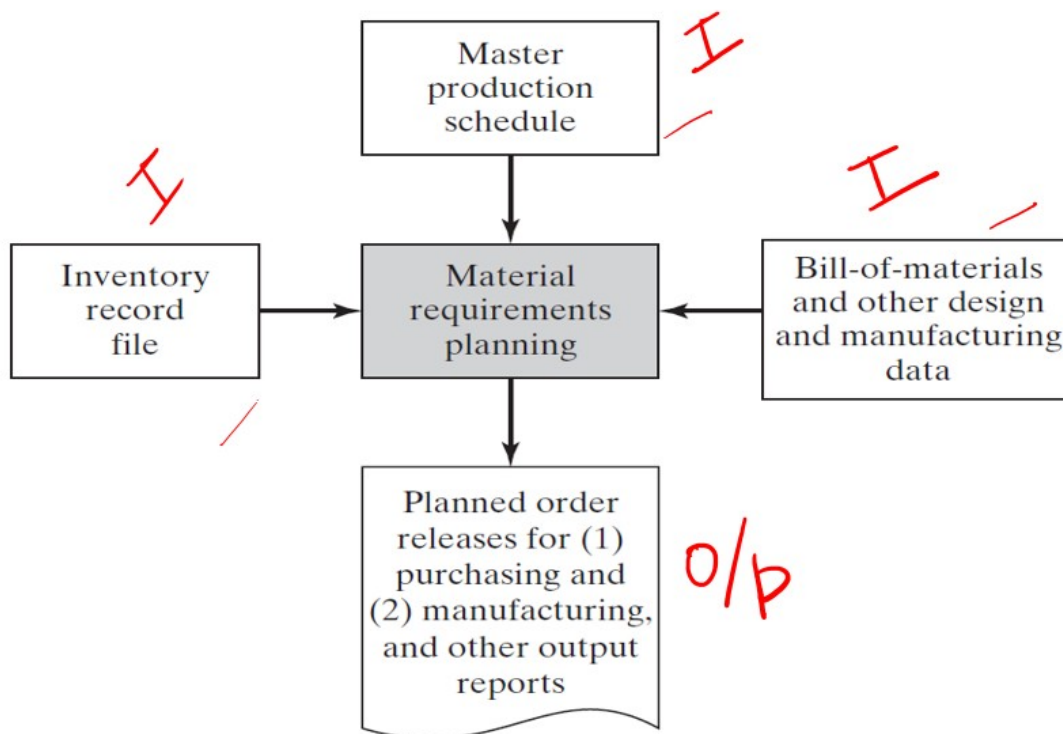 Master
production
schedule
I
I
I
Inventory
record
file
Material
requirements
planning
Bill-of-materials
and other design
and manufacturing
data
Planned order
releases for (1)
purchasing and
(2) manufacturing,
and other output
reports
O/p